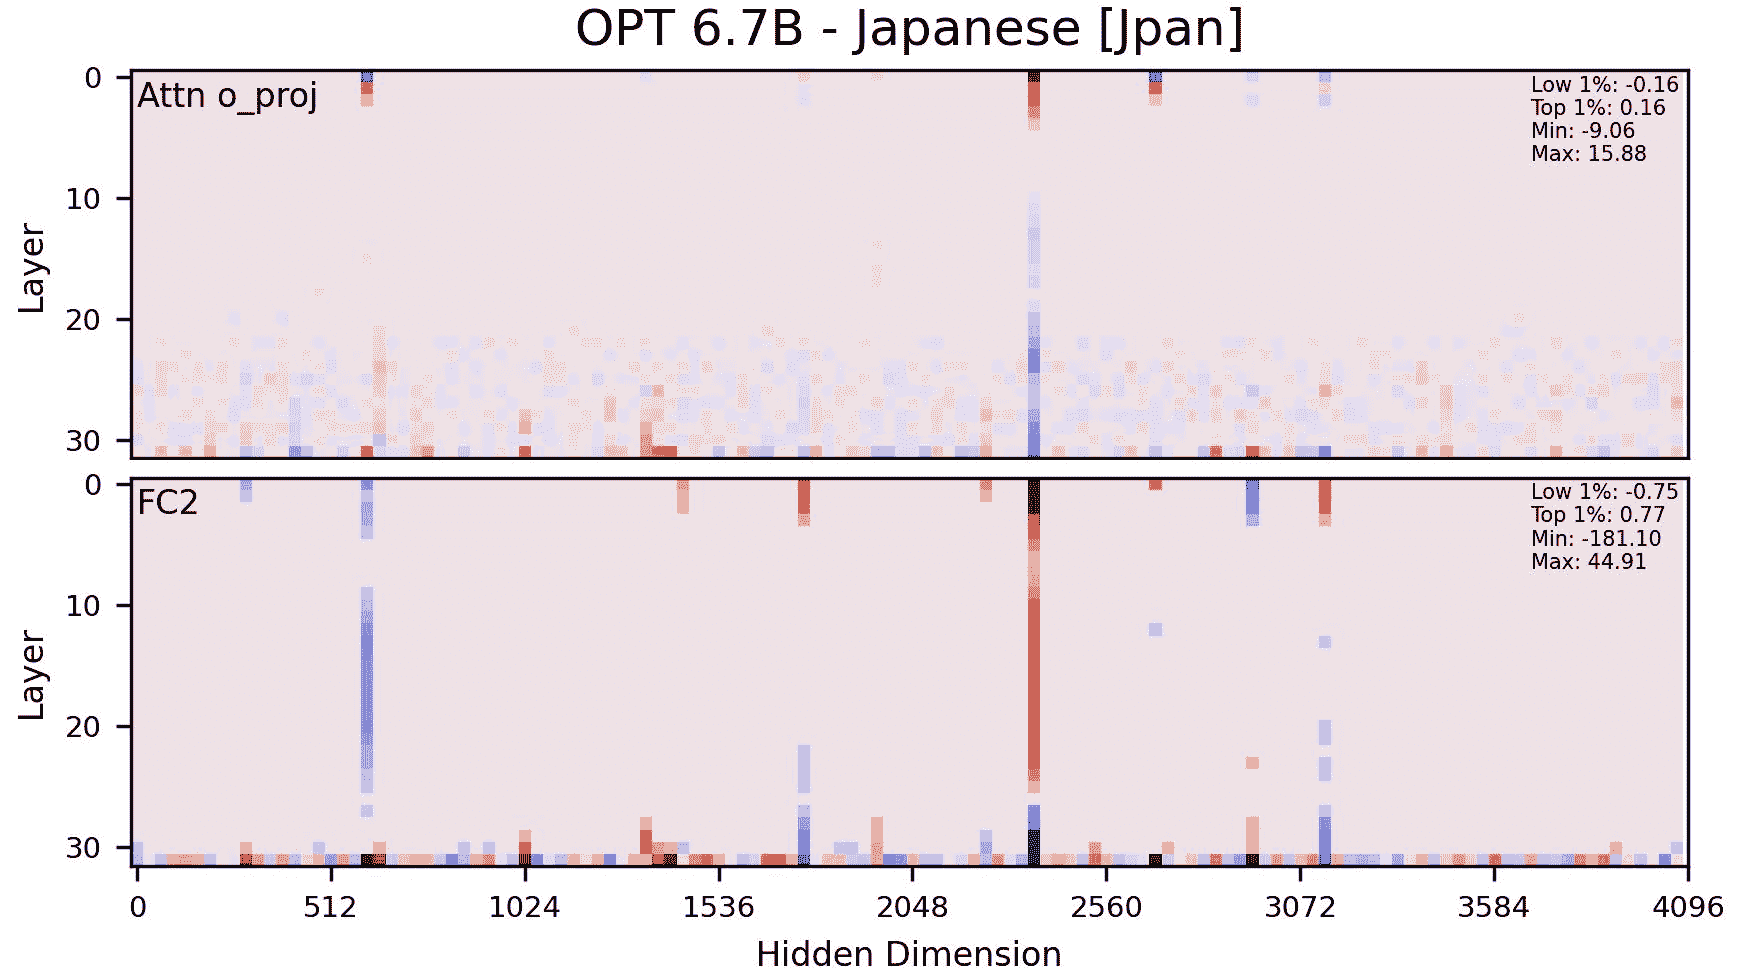 OPT 6.7B - Japanese [Jpan]
0
Attn o_proj
Low 1%: -0.16
Top 1%: 0.16
Min: -9.06
Max: 15.88
10
Layer
20
30
0
FC2
Low 1%: -0.75
Top 1%: 0.77
Min: -181.10
Max: 44.91
10
Layer
20
30
0 512 1024 1536 2048 2560 3072 3584 4096
Hidden Dimension